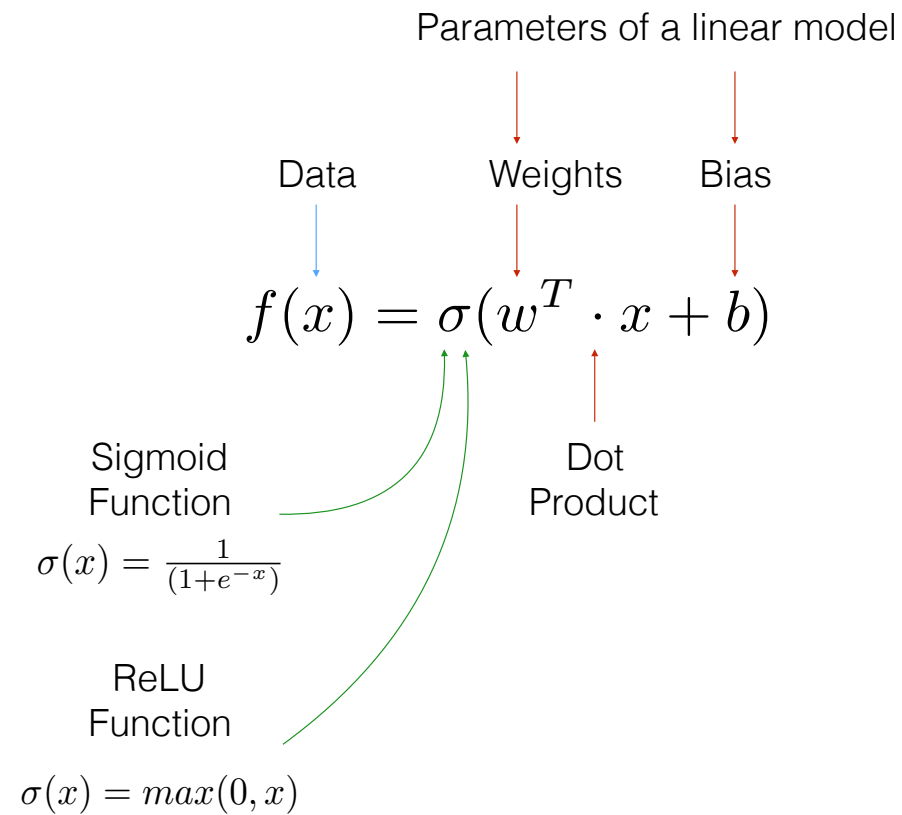 Parameters of a linear model
Data Weights Bias
f(x) = σ(w^T · x + b)
Sigmoid
Function
σ(x) = 1/(1+e^{-x})
Dot
Product
ReLU
Function
σ(x) = max(0, x)